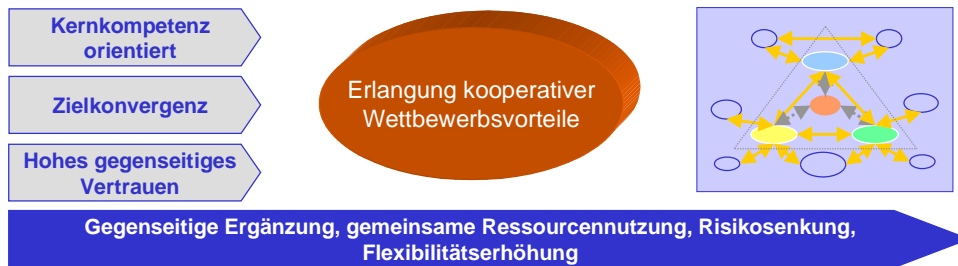 Kernkompetenz
orientiert
Zielkonvergenz
Hohes gegenseitiges
Vertrauen
Erlangung kooperativer
Wettbewerbsvorteile
Gegenseitige Ergänzung, gemeinsame Ressourcennutzung, Risikosenkung,
Flexibilitätserhöhung